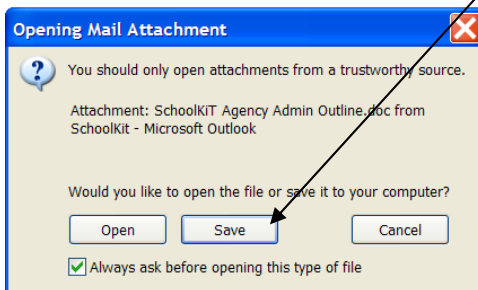 Opening Mail Attachment
You should only open attachments from a trustworthy source.
Attachment: SchoolKiT Agency Admin Outline.doc from
SchoolKit - Microsoft Outlook
Would you like to open the file or save it to your computer?
Open Save Cancel
Always ask before opening this type of file